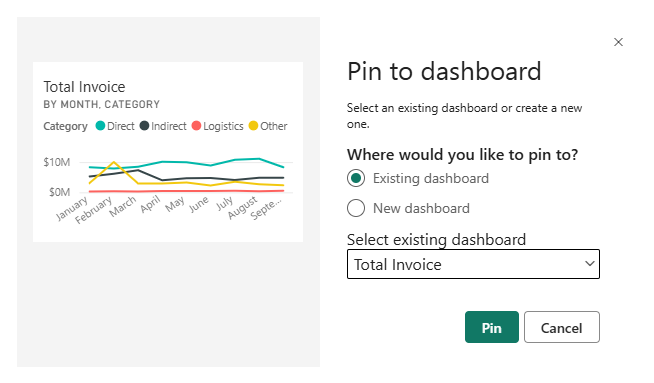 Total Invoice
BY MONTH, CATEGORY
Category Direct Indirect Logistics Other
$10M
$0M
January February March April May June July August Septe...
Pin to dashboard
Select an existing dashboard or create a new
one.
Where would you like to pin to?
Existing dashboard
New dashboard
Select existing dashboard
Total Invoice
Pin Cancel